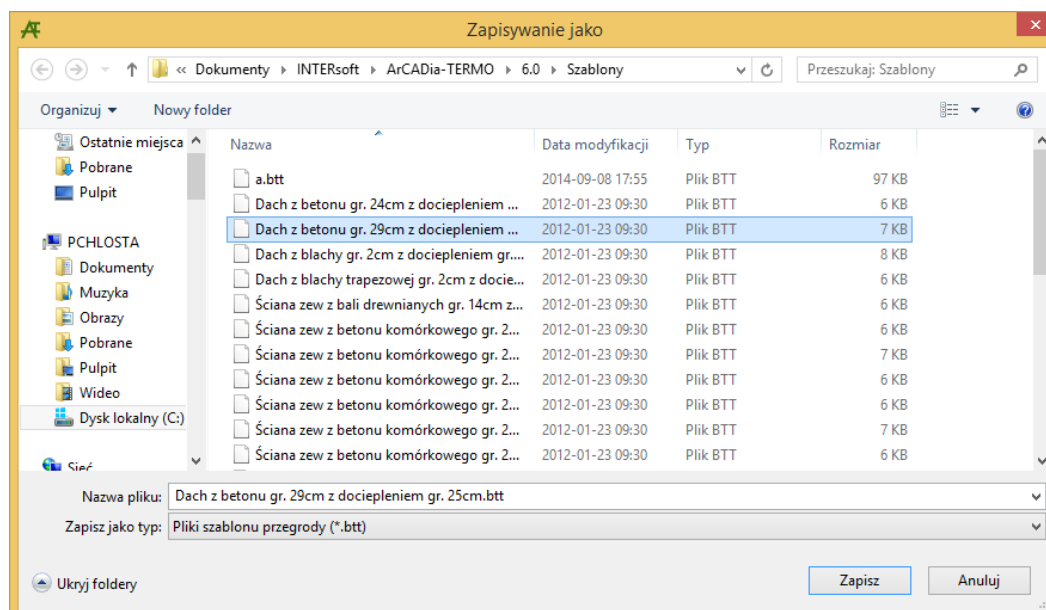 Zapisywanie jako
« Dokumenty INTERsoft ArCADia-TERMO 6.0 Szablony Przeszukaj: Szablony
Organizuj Nowy folder
Ostatnie miejsca
Pobrane
Pulpit
PCHLOSTA
Dokumenty
Muzyka
Obrazy
Pobrane
Pulpit
Wideo
Dysk lokalny (C:)
Sieć
Nazwa Data modyfikacji Typ Rozmiar
a.btt 2014-09-08 17:55 Plik BTT 97 KB
Dach z betonu gr. 24cm z dociepleniem ... 2012-01-23 09:30 Plik BTT 6 KB
Dach z betonu gr. 29cm z dociepleniem ... 2012-01-23 09:30 Plik BTT 7 KB
Dach z blachy gr. 2cm z dociepleniem gr.... 2012-01-23 09:30 Plik BTT 8 KB
Dach z blachy trapezowej gr. 2cm z docie... 2012-01-23 09:30 Plik BTT 6 KB
Ściana zew z bali drewnianych gr. 14cm z... 2012-01-23 09:30 Plik BTT 6 KB
Ściana zew z betonu komórkowego gr. 2... 2012-01-23 09:30 Plik BTT 6 KB
Ściana zew z betonu komórkowego gr. 2... 2012-01-23 09:30 Plik BTT 7 KB
Ściana zew z betonu komórkowego gr. 2... 2012-01-23 09:30 Plik BTT 6 KB
Ściana zew z betonu komórkowego gr. 2... 2012-01-23 09:30 Plik BTT 6 KB
Ściana zew z betonu komórkowego gr. 2... 2012-01-23 09:30 Plik BTT 7 KB
Ściana zew z betonu komórkowego gr. 2... 2012-01-23 09:30 Plik BTT 6 KB
Nazwa pliku: Dach z betonu gr. 29cm z dociepleniem gr. 25cm.btt
Zapisz jako typ: Pliki szablonu przegrody (*.btt)
Ukryj foldery Zapisz Anuluj